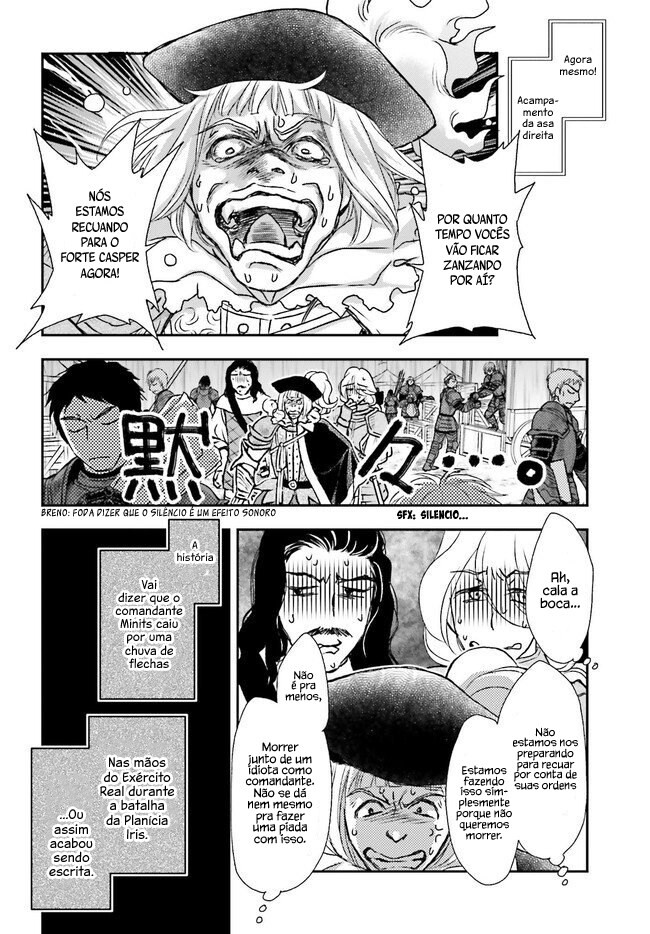 Agora
mesmo!
Acampa-
mento
da asa
direita
POR QUANTO
TEMPO VOCÊS
VÃO FICAR
ZANZANDO
POR AÍ?
NÓS
ESTAMOS
RECUANDO
PARA O
FORTE CASPER
AGORA!
黙
々....。
BRENO: FODA DIZER QUE O SILÊNCIO É UM EFEITO SONORO
SFX: SILENCIO...
Ah,
cala a
boca...
Não
estamos nos
preparando
para recuar
por conta de
suas ordens
Estamos
fazendo
isso sim-
plesmente
porque não
queremos
morrer.
Não
é pra
menos,
Morrer
junto de um
idiota como
comandante.
Não se dá
nem mesmo
pra fazer
uma piada
com isso.
A
história
Vai
dizer que o
comandante
Minits caiu
por uma
chuva de
flechas
Nas mãos
do Exército
Real durante
a batalha
da Planície
Iris.
...Ou
assim
acabou
sendo
escrita.